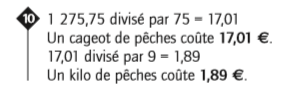 10 1 275,75 divisé par 75 = 17,01
Un cageot de pêches coûte 17,01 €.
17,01 divisé par 9 = 1,89
Un kilo de pêches coûte 1,89 €.